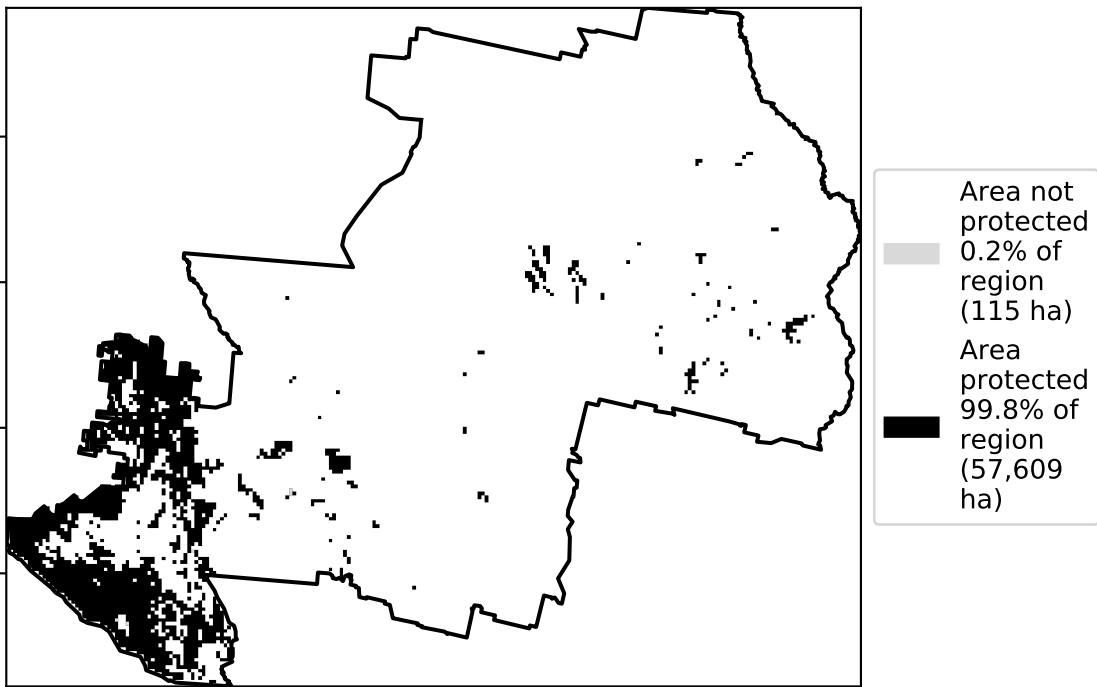 Area not
protected
0.2% of
region
(115 ha)
Area
protected
99.8% of
region
(57,609
ha)